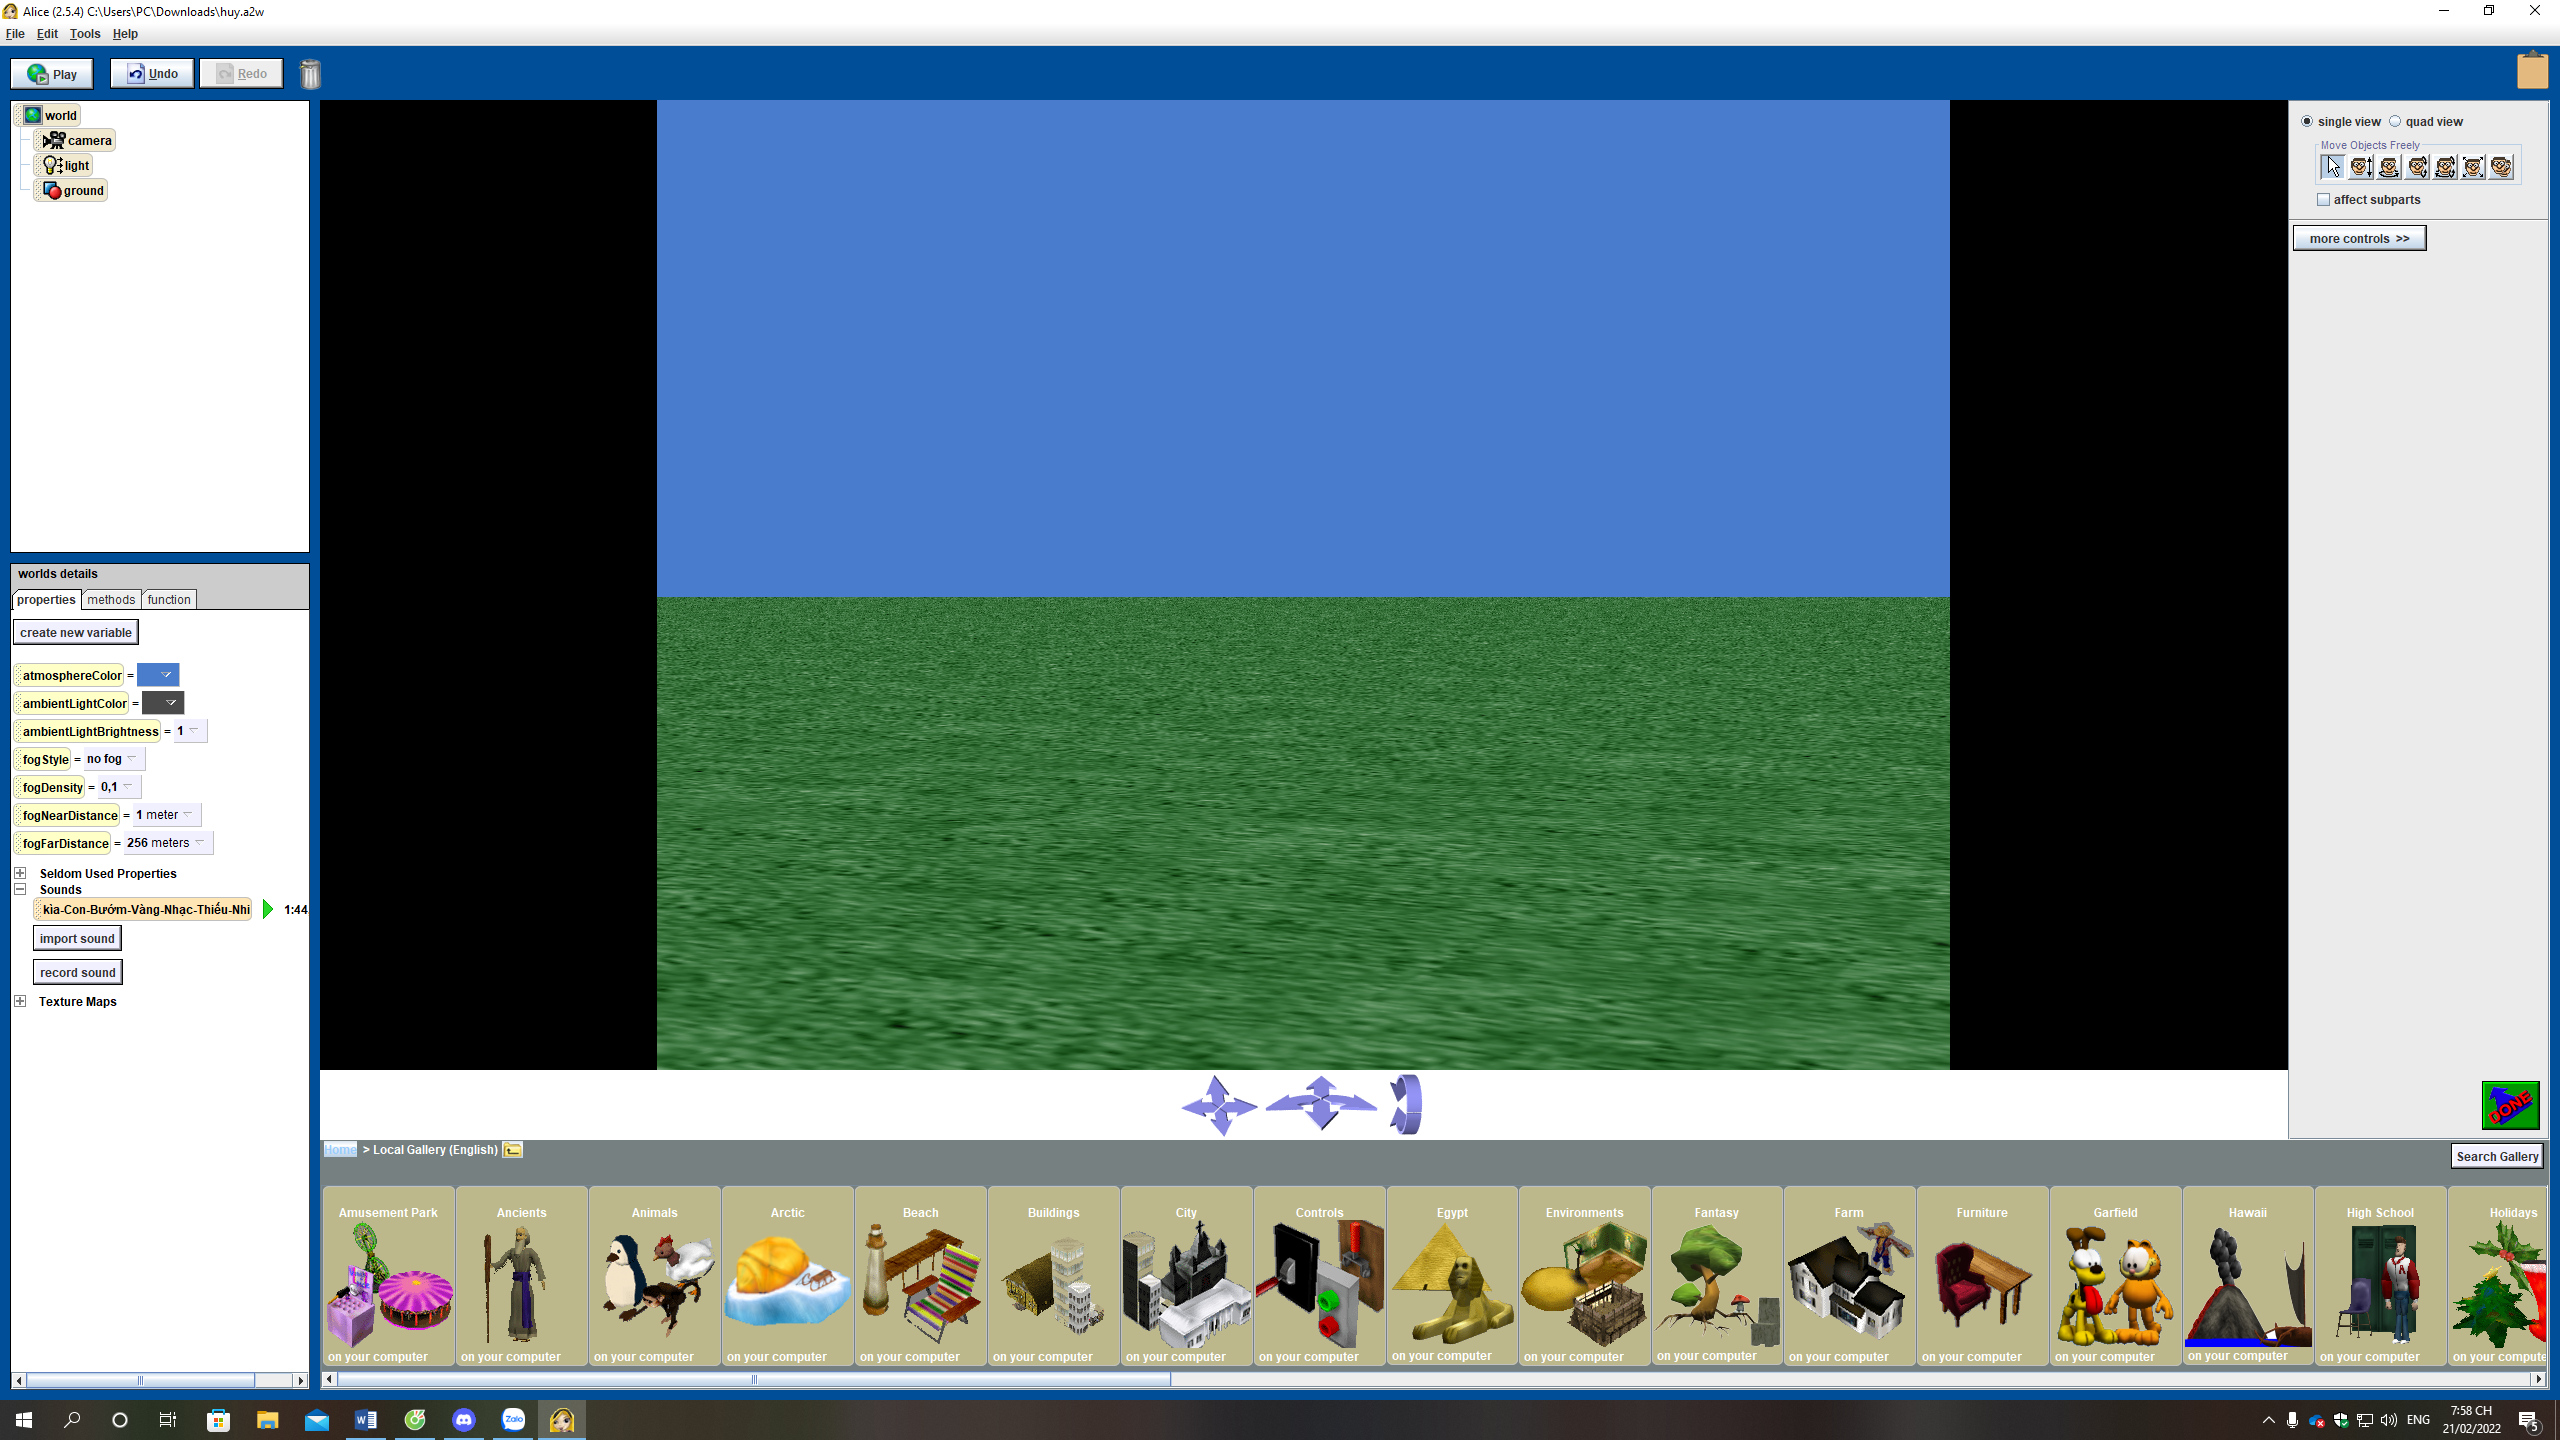 Alice (2.5.4) C:\Users\PC\Downloads\huy.a2w
File Edit Tools Help
Play Undo Redo
world
camera
light
ground
single view quad view
Move Objects Freely
affect subparts
more controls >>
worlds details
properties methods function
create new variable
atmosphereColor =
ambientLightColor =
ambientLightBrightness = 1
fogStyle = no fog
fogDensity = 0,1
fogNearDistance = 1 meter
fogFarDistance = 256 meters
Seldom Used Properties
Sounds
kìa-Con-Bướm-Vàng-Nhạc-Thiếu-Nhi 1:44
import sound
record sound
Texture Maps
DONE
Home > Local Gallery (English)
Search Gallery
Amusement Park Ancients Animals Arctic Beach Buildings City Controls Egypt Environments Fantasy Farm Furniture Garfield Hawaii High School Holidays
on your computer on your computer on your computer on your computer on your computer on your computer on your computer on your computer on your computer on your computer on your computer on your computer on your computer on your computer on your computer on your computer on your compute
Zalo
ENG
7:58 CH
21/02/2022
5